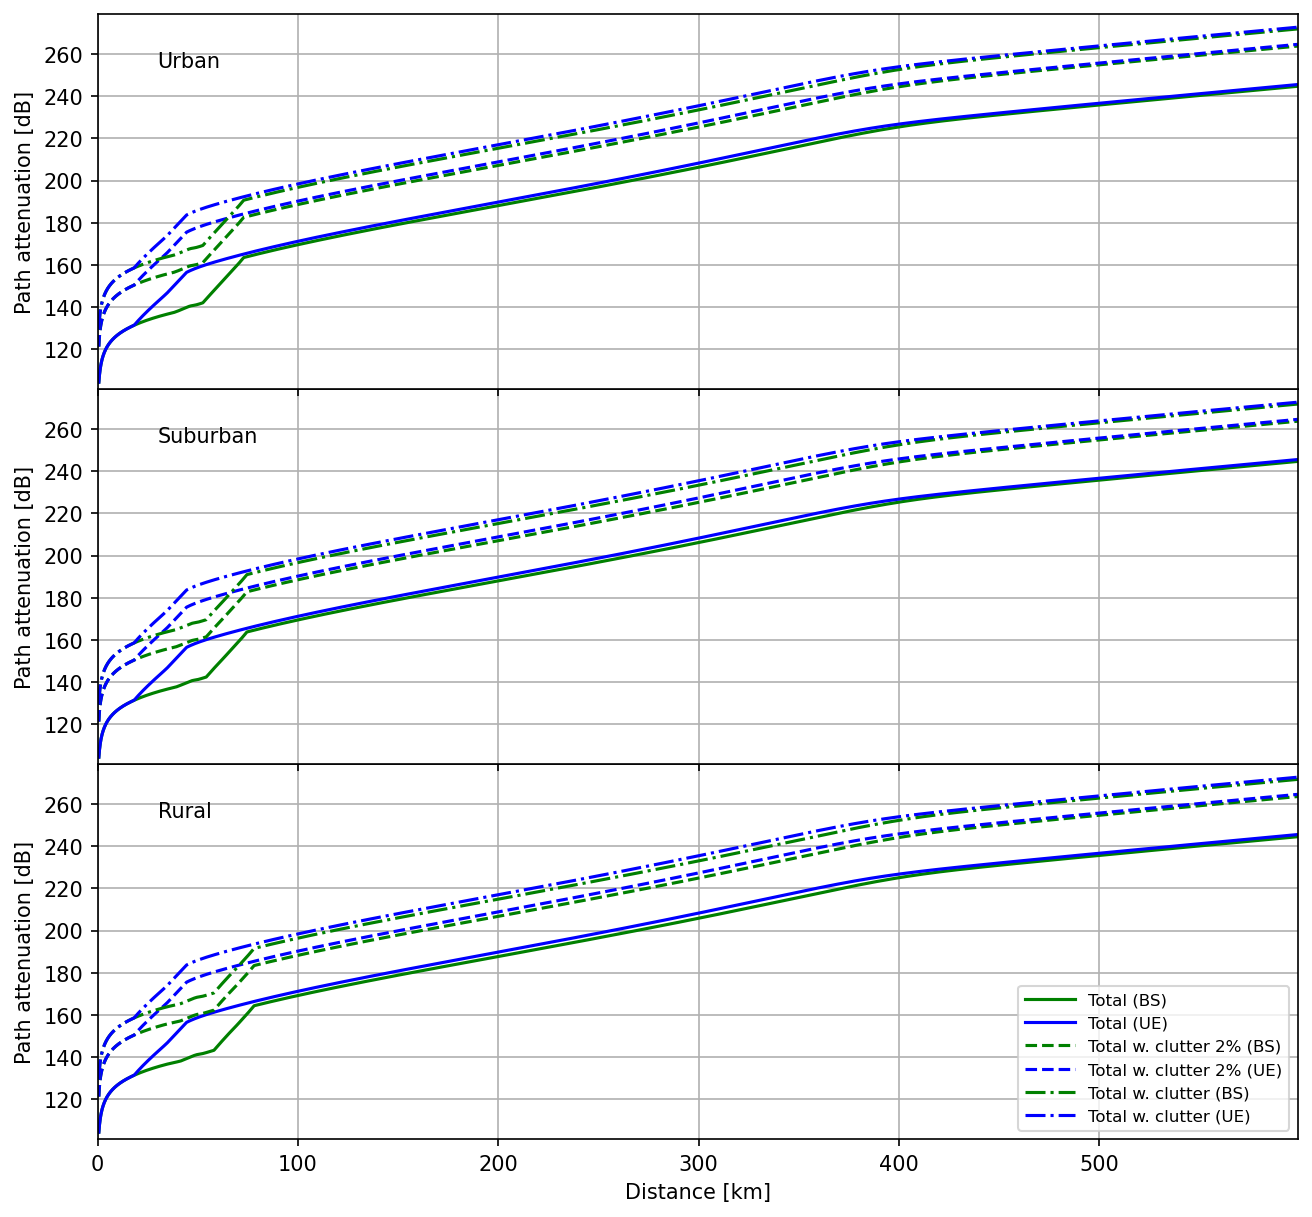 Urban
Path attenuation [dB]
260
240
220
200
180
160
140
120
Suburban
Path attenuation [dB]
260
240
220
200
180
160
140
120
Rural
Path attenuation [dB]
260
240
220
200
180
160
140
120
Total (BS)
Total (UE)
Total w. clutter 2% (BS)
Total w. clutter 2% (UE)
Total w. clutter (BS)
Total w. clutter (UE)
0 100 200 300 400 500
Distance [km]